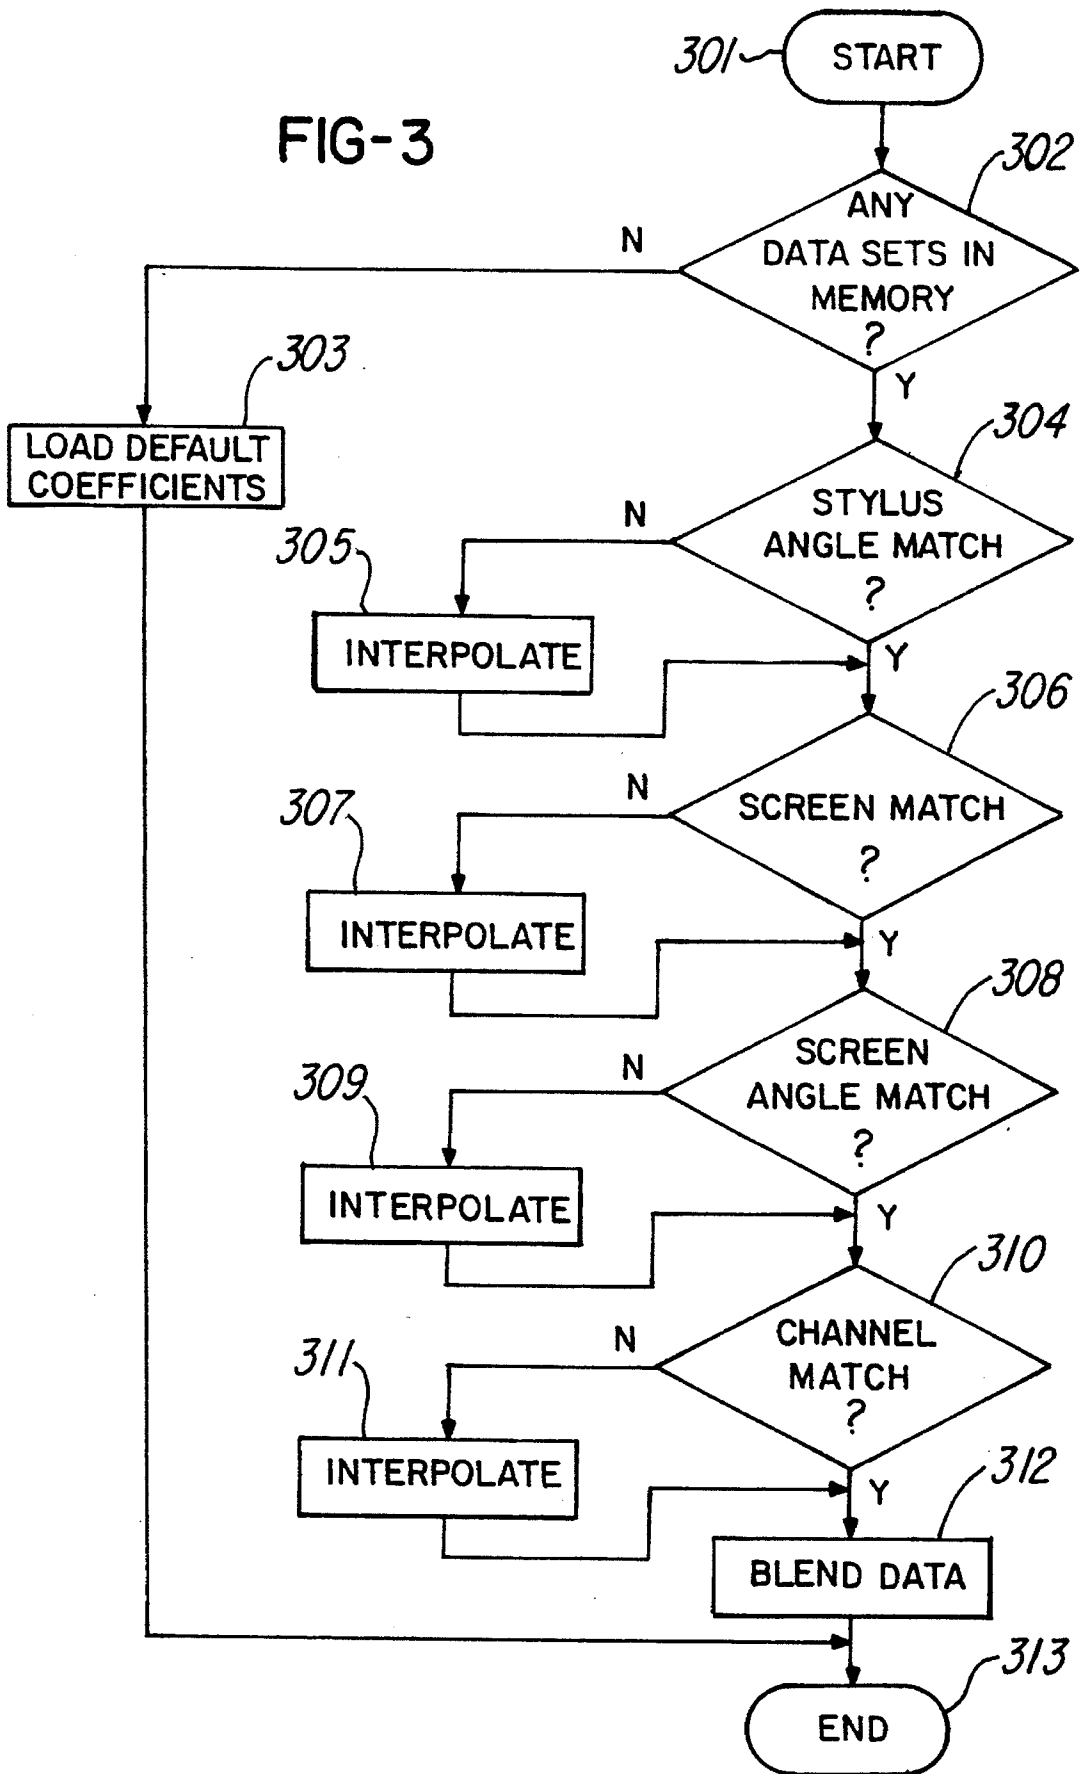 301
START
FIG-3
302
ANY
DATA SETS IN
MEMORY
?
N
Y
303
LOAD DEFAULT
COEFFICIENTS
304
STYLUS
ANGLE MATCH
?
N
Y
305
INTERPOLATE
306
SCREEN MATCH
?
N
Y
307
INTERPOLATE
308
SCREEN
ANGLE MATCH
?
N
Y
309
INTERPOLATE
310
CHANNEL
MATCH
?
N
Y
311
INTERPOLATE
312
BLEND DATA
313
END